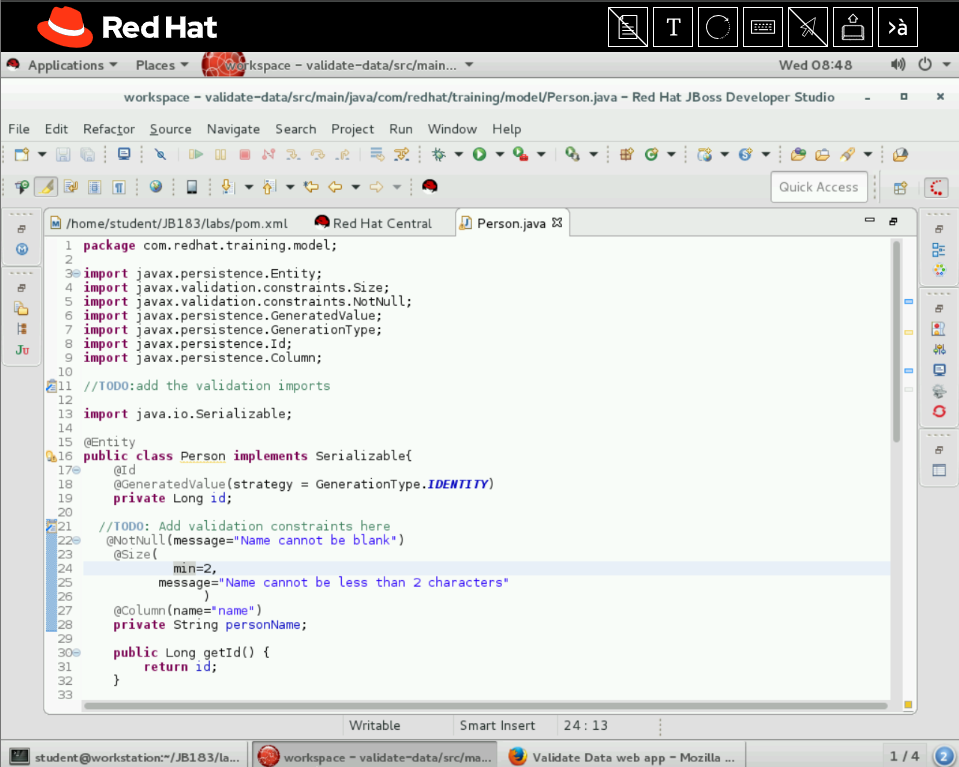 Red Hat
T
>à
Applications
Places
workspace – validate-data/src/main...
Wed 08:48
workspace – validate-data/src/main/java/com/redhat/training/model/Person.java – Red Hat JBoss Developer Studio
File Edit Refactor Source Navigate Search Project Run Window Help
Quick Access
/home/student/JB183/labs/pom.xml
Red Hat Central
Person.java
1 package com.redhat.training.model;
2
3 import javax.persistence.Entity;
4 import javax.validation.constraints.Size;
5 import javax.validation.constraints.NotNull;
6 import javax.persistence.GeneratedValue;
7 import javax.persistence.GenerationType;
8 import javax.persistence.Id;
9 import javax.persistence.Column;
10
11 //TODO:add the validation imports
12
13 import java.io.Serializable;
14
15 @Entity
16 public class Person implements Serializable{
17 @Id
18 @GeneratedValue(strategy = GenerationType.IDENTITY)
19 private Long id;
20
21 //TODO: Add validation constraints here
22 @NotNull(message="Name cannot be blank")
23 @Size(
24 min=2,
25 message="Name cannot be less than 2 characters"
26 )
27 @Column(name="name")
28 private String personName;
29
30 public Long getId() {
31 return id;
32 }
33
Ju
Writable
Smart Insert
24 : 13
student@workstation:~/JB183/la...
workspace – validate-data/src/ma...
Validate Data web app – Mozilla ...
1 / 4
2